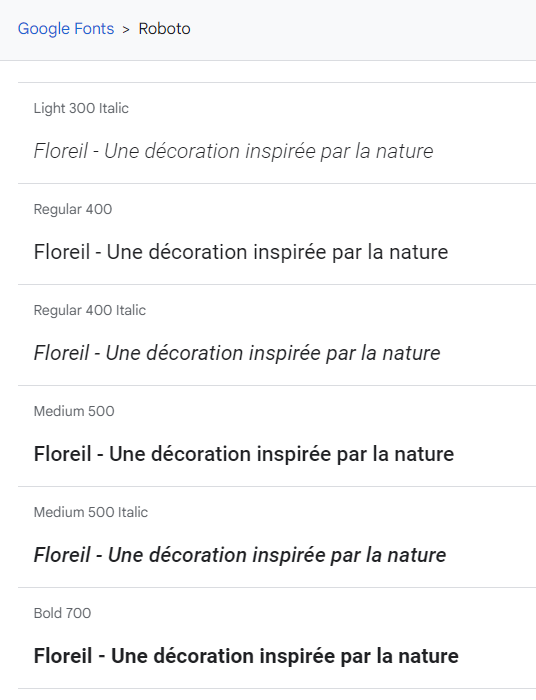 Google Fonts > Roboto
Light 300 Italic
Floreil - Une décoration inspirée par la nature
Regular 400
Floreil - Une décoration inspirée par la nature
Regular 400 Italic
Floreil - Une décoration inspirée par la nature
Medium 500
Floreil - Une décoration inspirée par la nature
Medium 500 Italic
Floreil - Une décoration inspirée par la nature
Bold 700
Floreil - Une décoration inspirée par la nature